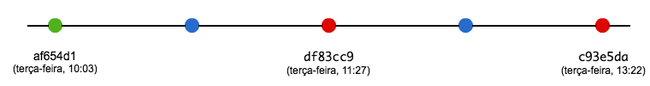 af654d1
(terça-feira, 10:03)
df83cc9
(terça-feira, 11:27)
c93e5da
(terça-feira, 13:22)